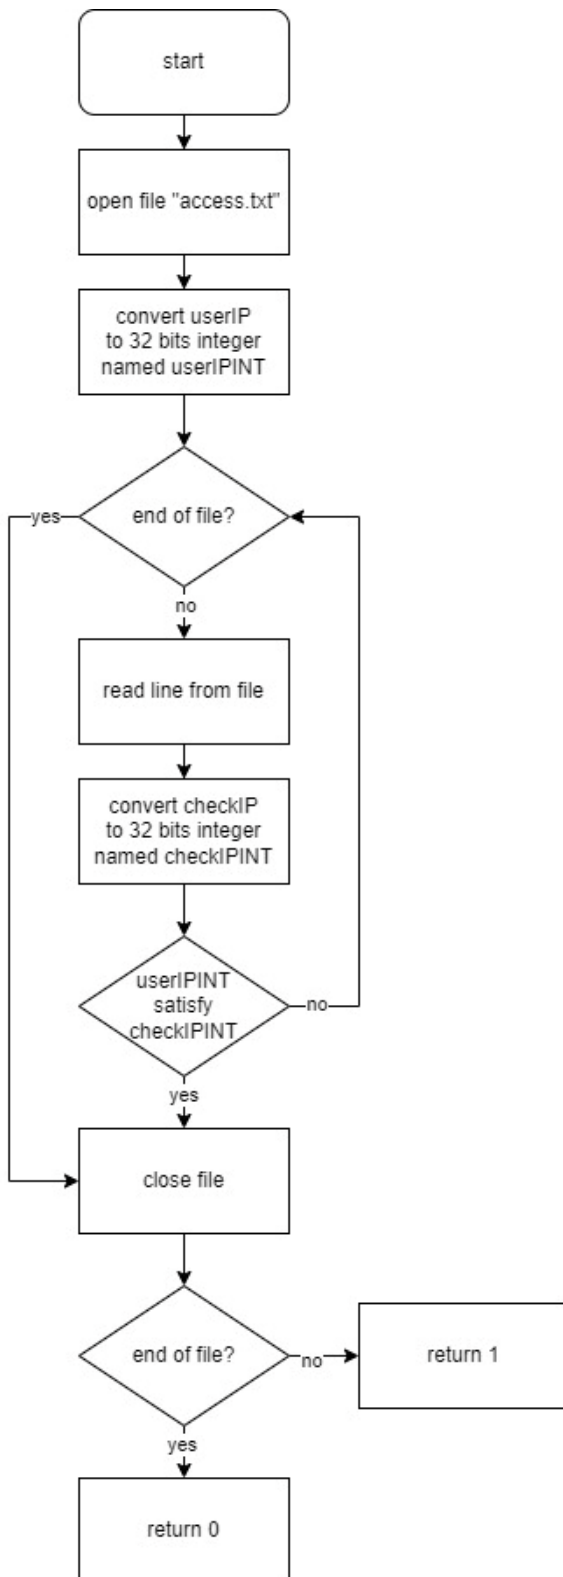 start
open file "access.txt"
convert userIP
to 32 bits integer
named userIPINT
end of file?
yes
no
read line from file
convert checkIP
to 32 bits integer
named checkIPINT
userIPINT
satisfy
checkIPINT
no
yes
close file
end of file?
no
return 1
yes
return 0